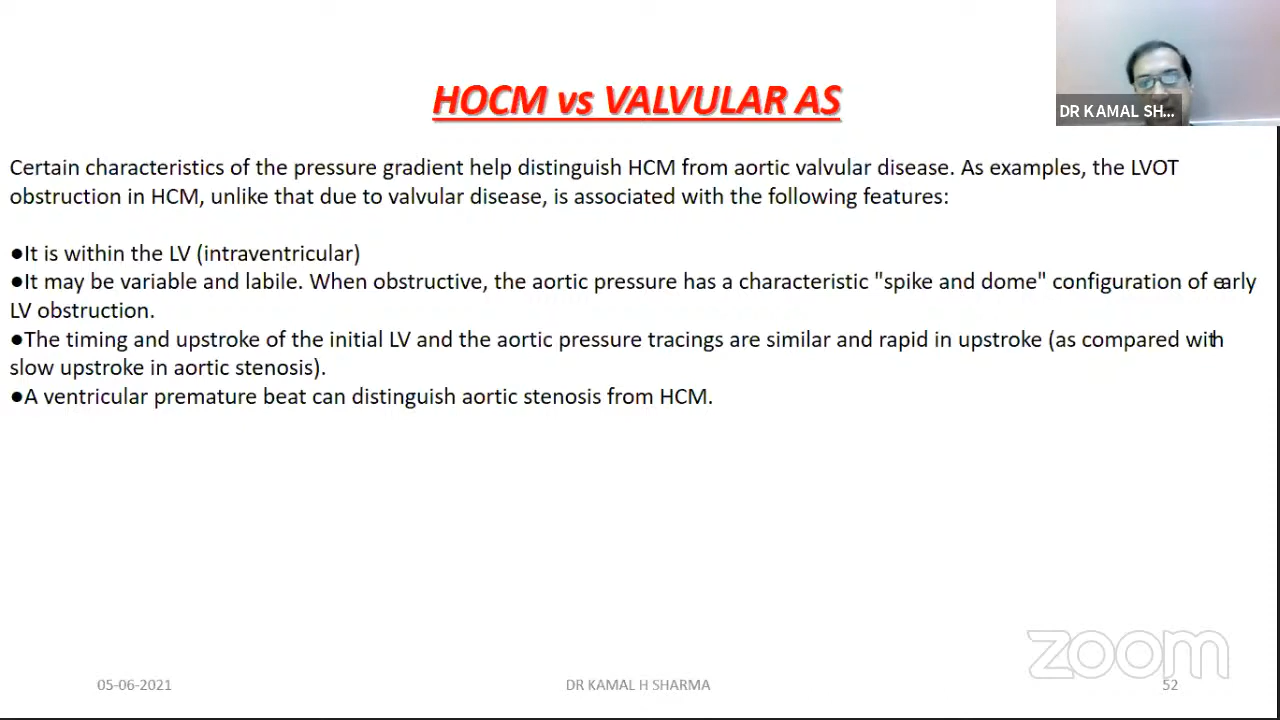 HOCM vs VALVULAR AS
DR KAMAL SH...
Certain characteristics of the pressure gradient help distinguish HCM from aortic valvular disease. As examples, the LVOT
obstruction in HCM, unlike that due to valvular disease, is associated with the following features:
●It is within the LV (intraventricular)
●It may be variable and labile. When obstructive, the aortic pressure has a characteristic "spike and dome" configuration of early
LV obstruction.
●The timing and upstroke of the initial LV and the aortic pressure tracings are similar and rapid in upstroke (as compared with
slow upstroke in aortic stenosis).
●A ventricular premature beat can distinguish aortic stenosis from HCM.
zoom
05-06-2021
DR KAMAL H SHARMA
52